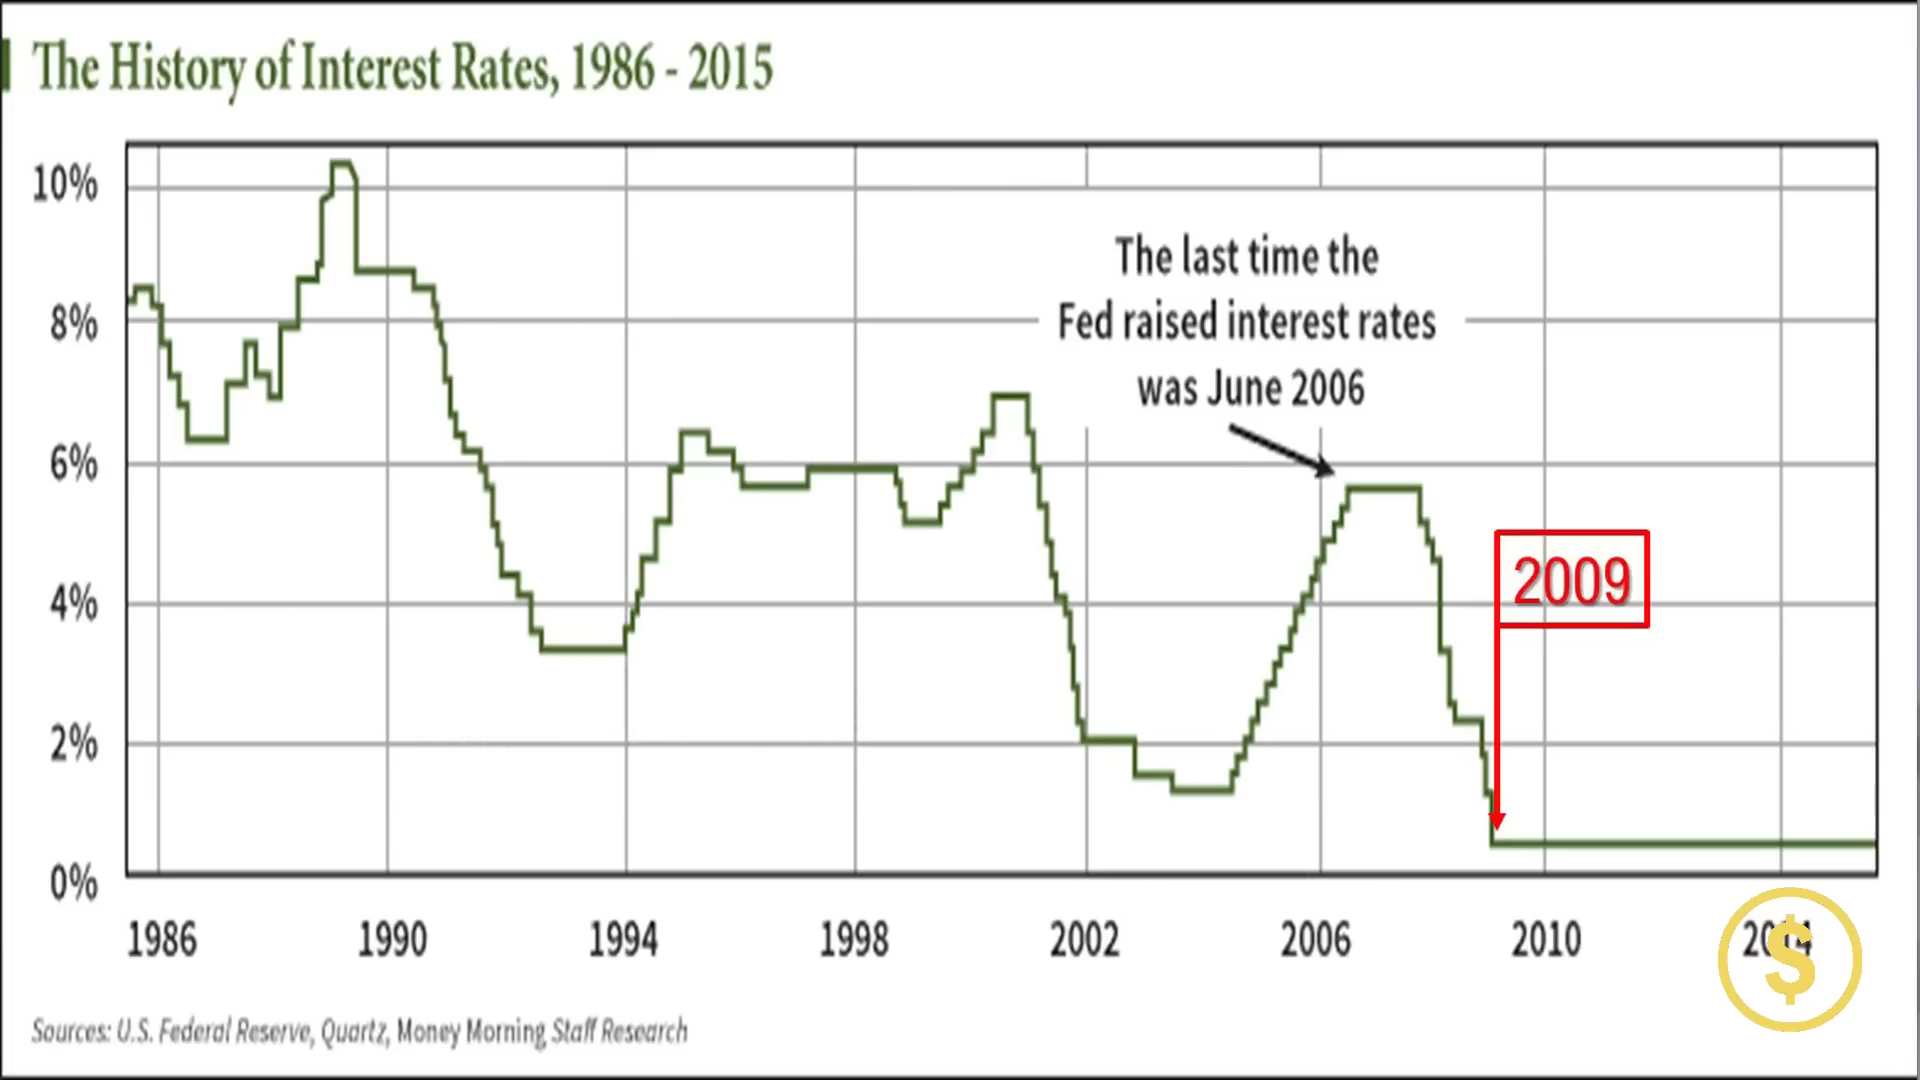 The History of Interest Rates, 1986 - 2015
10%
8%
6%
4%
2%
0%
The last time the
Fed raised interest rates
was June 2006
2009
1986 1990 1994 1998 2002 2006 2010 2014
$
Sources: U.S. Federal Reserve, Quartz, Money Morning Staff Research